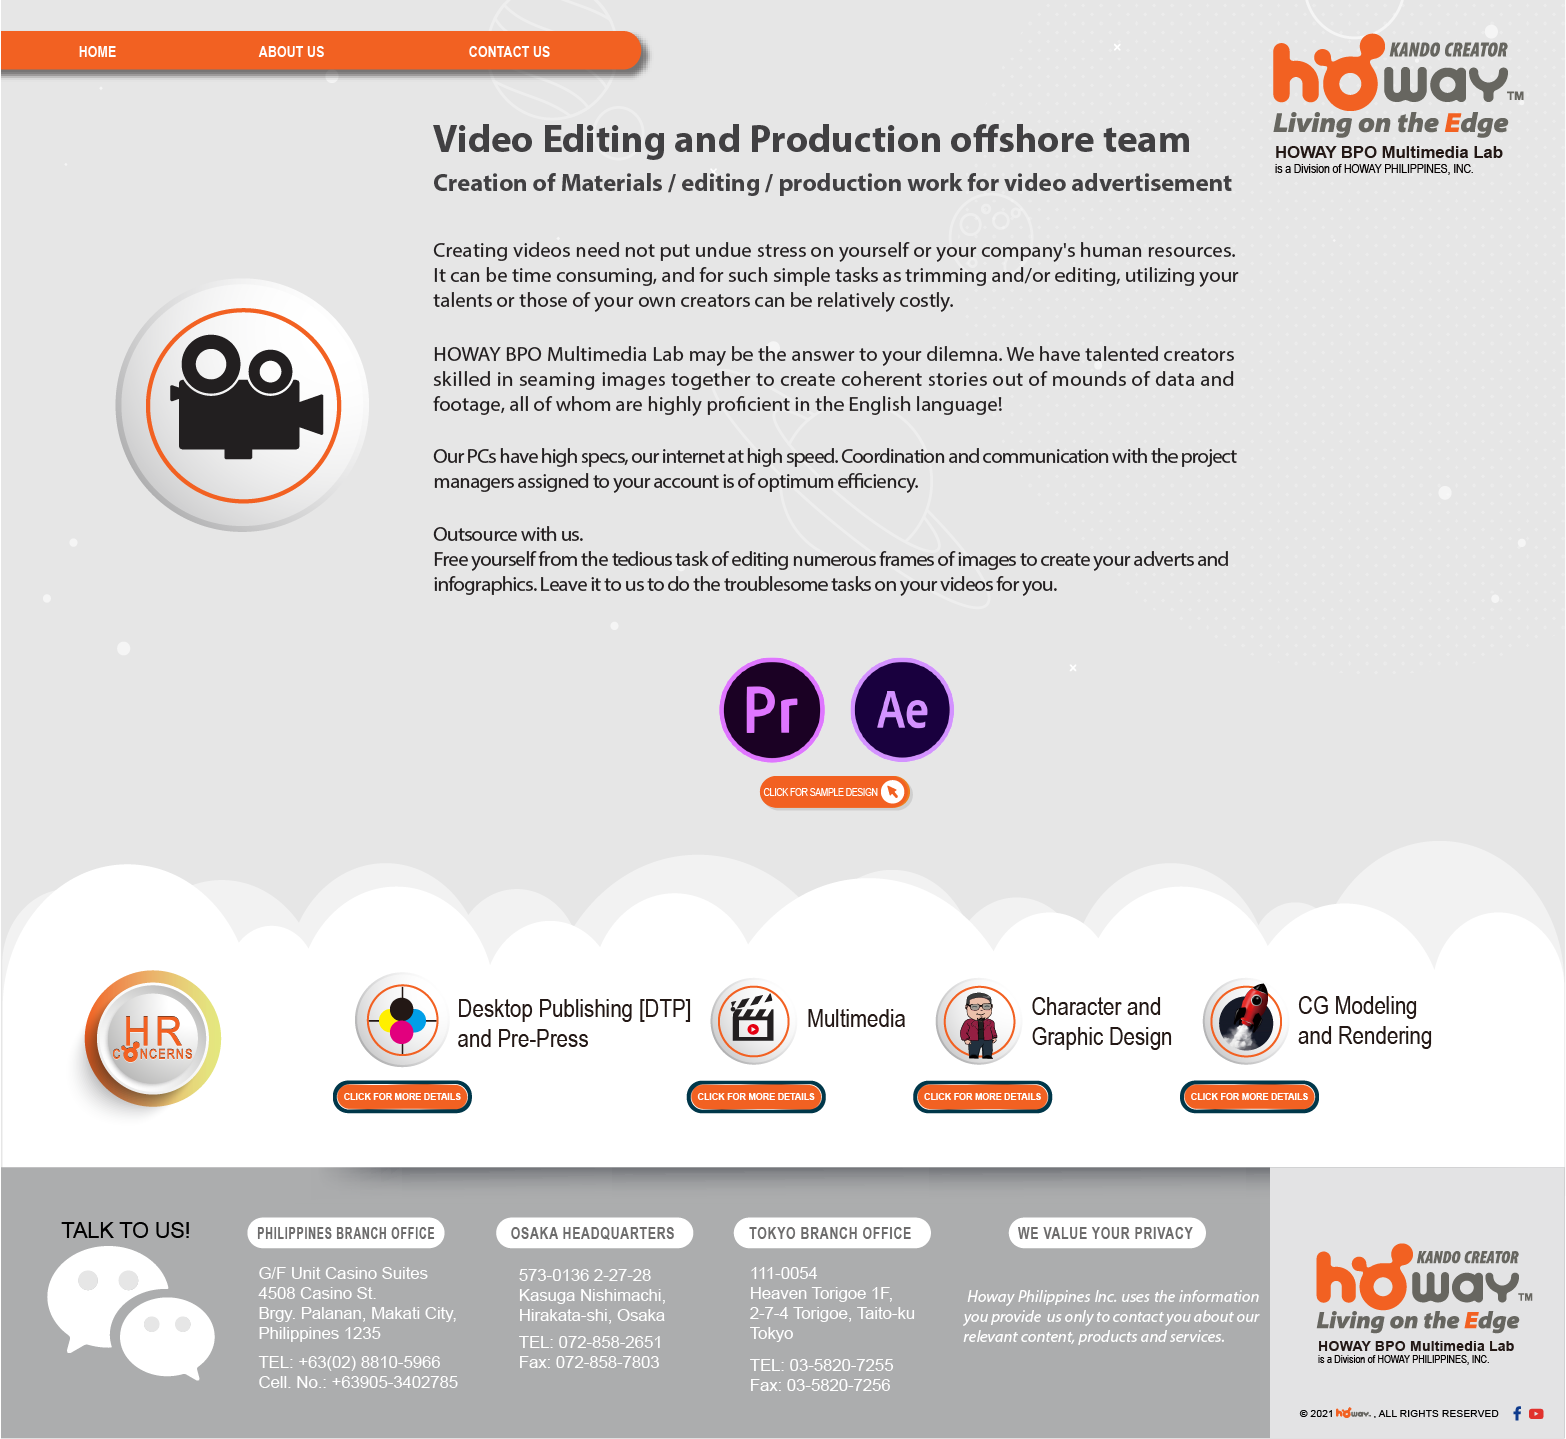 HOME
ABOUT US
CONTACT US
KANDO CREATOR
howay TM
Living on the Edge
HOWAY BPO Multimedia Lab
is a Division of HOWAY PHILIPPINES, INC.
Video Editing and Production offshore team
Creation of Materials / editing / production work for video advertisement
Creating videos need not put undue stress on yourself or your company's human resources.
It can be time consuming, and for such simple tasks as trimming and/or editing, utilizing your
talents or those of your own creators can be relatively costly.
HOWAY BPO Multimedia Lab may be the answer to your dilemna. We have talented creators
skilled in seaming images together to create coherent stories out of mounds of data and
footage, all of whom are highly proficient in the English language!
Our PCs have high specs, our internet at high speed. Coordination and communication with the project
managers assigned to your account is of optimum efficiency.
Outsource with us.
Free yourself from the tedious task of editing numerous frames of images to create your adverts and
infographics. Leave it to us to do the troublesome tasks on your videos for you.
Pr
Ae
CLICK FOR SAMPLE DESIGN
HR
CONCERNS
Desktop Publishing [DTP]
and Pre-Press
CLICK FOR MORE DETAILS
Multimedia
CLICK FOR MORE DETAILS
Character and
Graphic Design
CLICK FOR MORE DETAILS
CG Modeling
and Rendering
CLICK FOR MORE DETAILS
TALK TO US!
PHILIPPINES BRANCH OFFICE
G/F Unit Casino Suites
4508 Casino St.
Brgy. Palanan, Makati City,
Philippines 1235
TEL: +63(02) 8810-5966
Cell. No.: +63905-3402785
OSAKA HEADQUARTERS
573-0136 2-27-28
Kasuga Nishimachi,
Hirakata-shi, Osaka
TEL: 072-858-2651
Fax: 072-858-7803
TOKYO BRANCH OFFICE
111-0054
Heaven Torigoe 1F,
2-7-4 Torigoe, Taito-ku
Tokyo
TEL: 03-5820-7255
Fax: 03-5820-7256
WE VALUE YOUR PRIVACY
Howay Philippines Inc. uses the information
you provide us only to contact you about our
relevant content, products and services.
KANDO CREATOR
howay TM
Living on the Edge
HOWAY BPO Multimedia Lab
is a Division of HOWAY PHILIPPINES, INC.
© 2021 howay. , ALL RIGHTS RESERVED